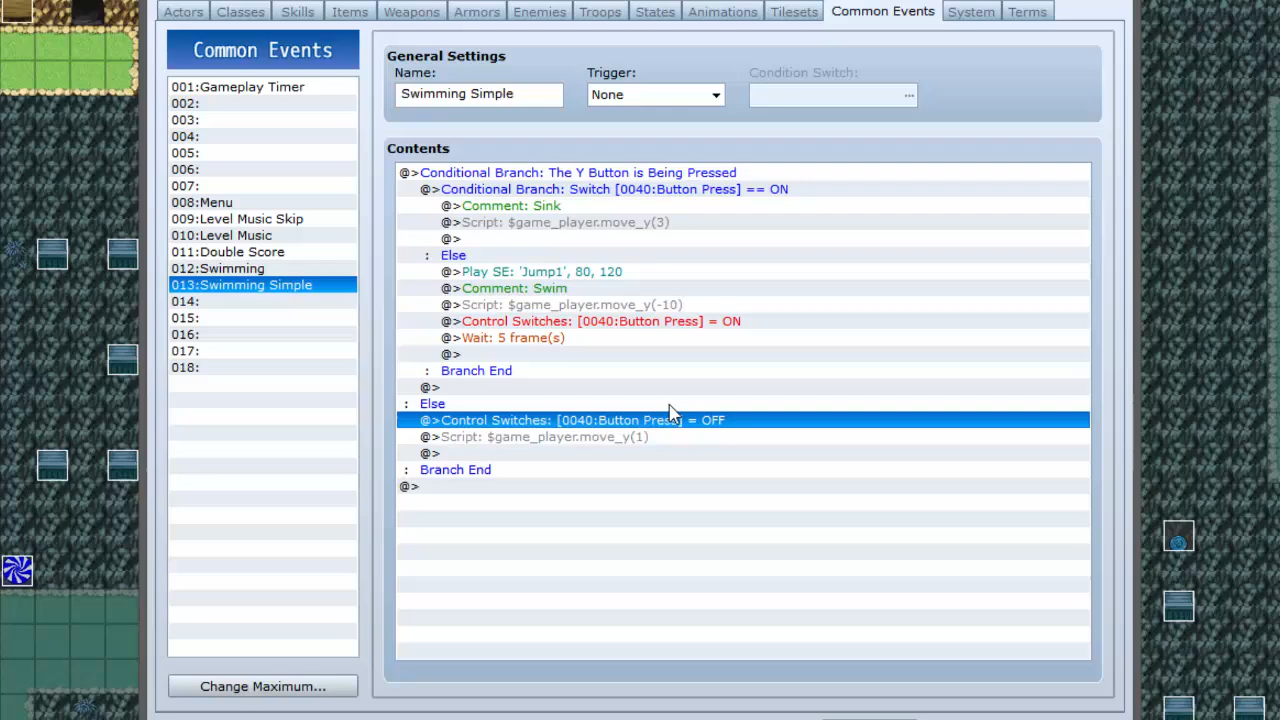 Actors Classes Skills Items Weapons Armors Enemies Troops States Animations Tilesets Common Events System Terms
Common Events
001:Gameplay Timer
002:
003:
004:
005:
006:
007:
008:Menu
009:Level Music Skip
010:Level Music
011:Double Score
012:Swimming
013:Swimming Simple
014:
015:
016:
017:
018:
Change Maximum...
General Settings
Name: Trigger: Condition Switch:
Swimming Simple None ...
Contents
@>Conditional Branch: The Y Button is Being Pressed
@>Conditional Branch: Switch [0040:Button Press] == ON
@>Comment: Sink
@>Script: $game_player.move_y(3)
@>
: Else
@>Play SE: 'Jump1', 80, 120
@>Comment: Swim
@>Script: $game_player.move_y(-10)
@>Control Switches: [0040:Button Press] = ON
@>Wait: 5 frame(s)
@>
: Branch End
@>
: Else
@>Control Switches: [0040:Button Press] = OFF
@>Script: $game_player.move_y(1)
@>
: Branch End
@>